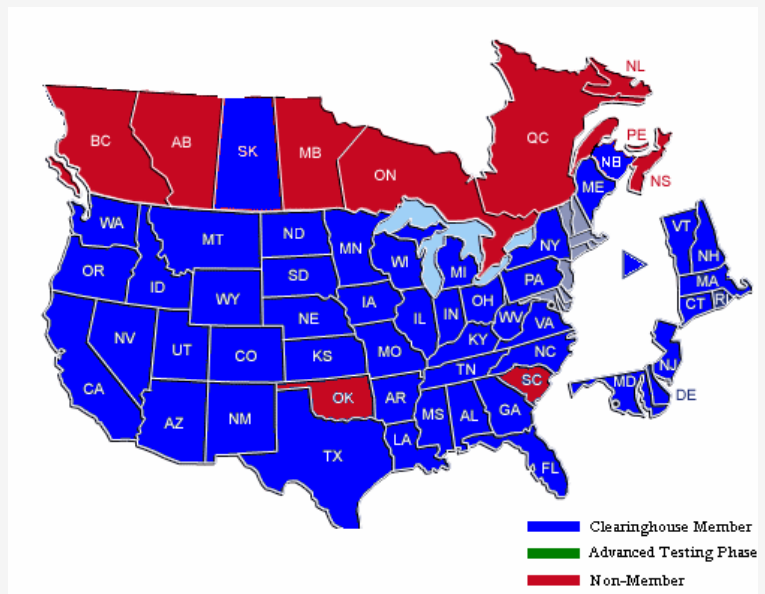 NL
BC
AB
SK
MB
ON
QC
PE
NB
NS
ME
WA
MT
ND
MN
WI
MI
NY
VT
NH
MA
CT
RI
OR
ID
WY
SD
IA
NE
IL
IN
OH
PA
WV
VA
KY
NJ
MD
DE
NV
UT
CO
KS
MO
CA
AZ
NM
OK
AR
TN
NC
SC
MS
AL
GA
LA
TX
FL
Clearinghouse Member
Advanced Testing Phase
Non-Member